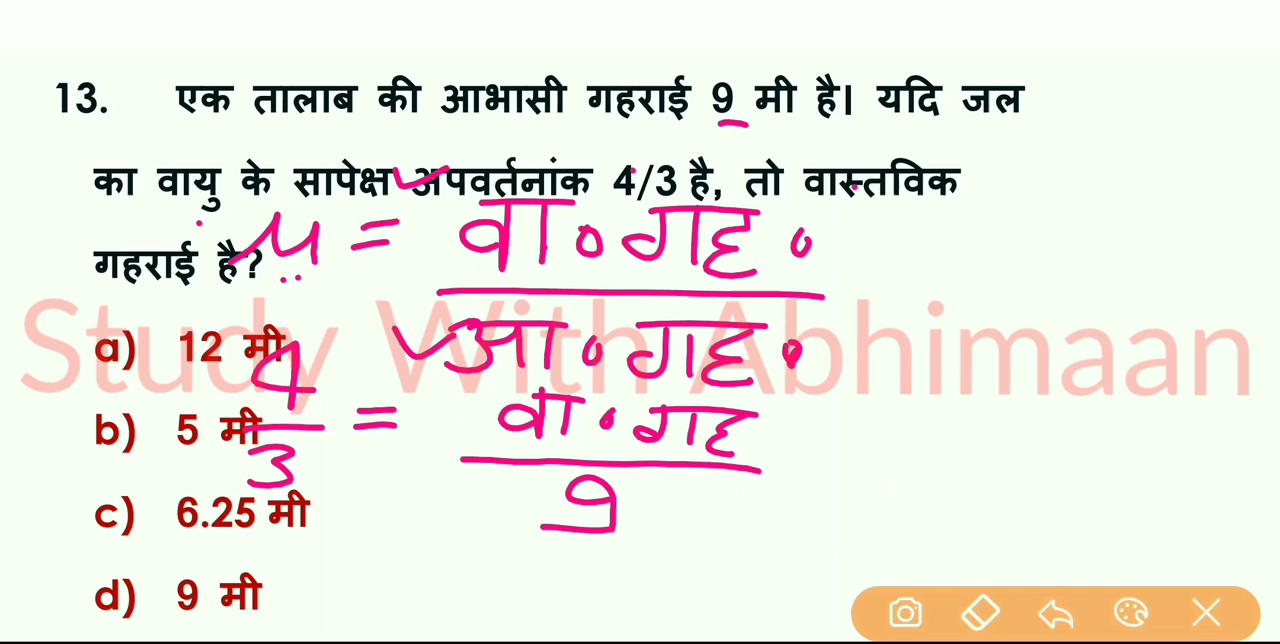 13. एक तालाब की आभासी गहराई 9 मी है। यदि जल
का वायु के सापेक्ष अपवर्तनांक 4/3 है, तो वास्तविक
गहराई है?
μ = वा॰गह॰
आ॰गह॰
a) 12 मी
4/3 = वा॰गह
9
b) 5 मी
c) 6.25 मी
d) 9 मी
Study With Abhimaan